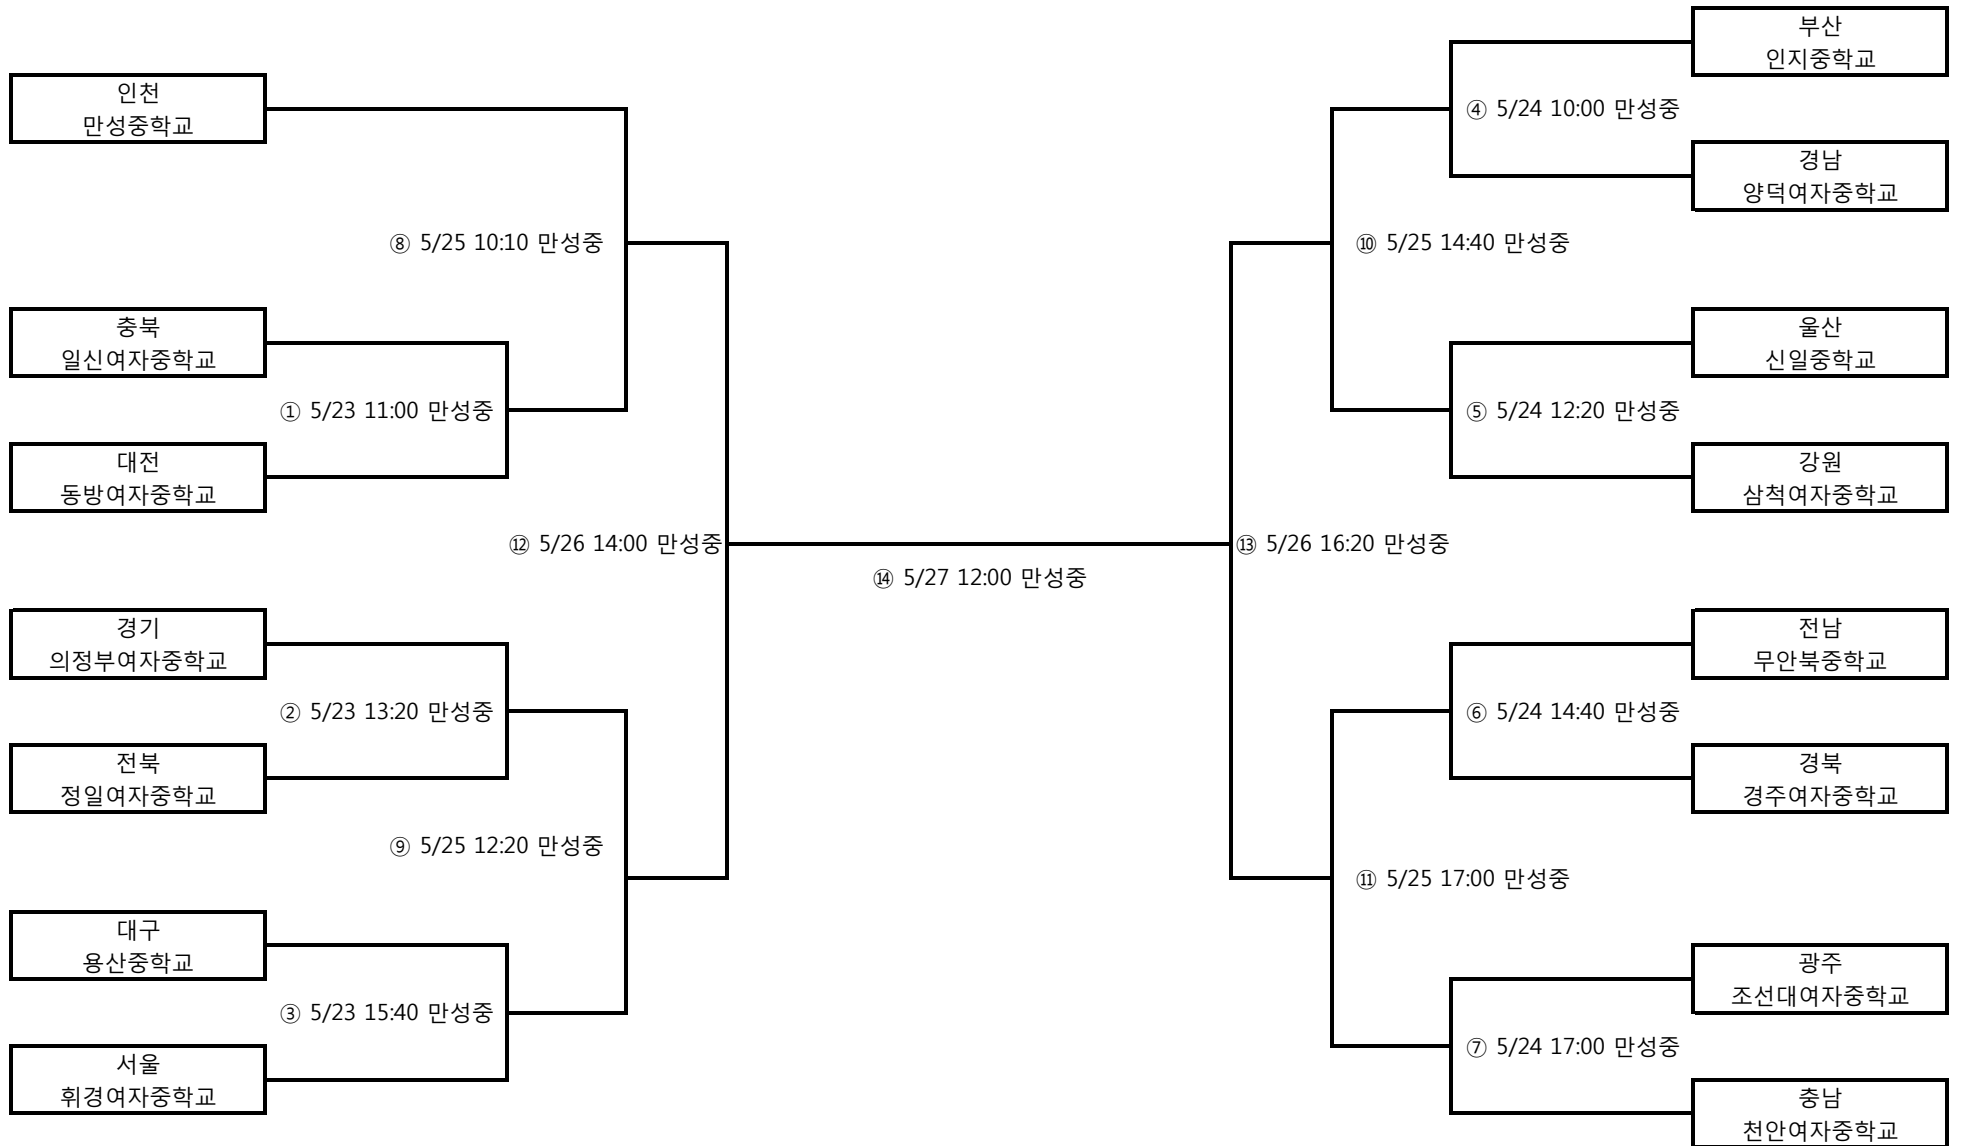 인천
만성중학교
⑧ 5/25 10:10 만성중
충북
일신여자중학교
① 5/23 11:00 만성중
대전
동방여자중학교
⑫ 5/26 14:00 만성중
경기
의정부여자중학교
② 5/23 13:20 만성중
전북
정일여자중학교
⑨ 5/25 12:20 만성중
대구
용산중학교
③ 5/23 15:40 만성중
서울
휘경여자중학교
⑭ 5/27 12:00 만성중
부산
인지중학교
④ 5/24 10:00 만성중
경남
양덕여자중학교
⑩ 5/25 14:40 만성중
울산
신일중학교
⑤ 5/24 12:20 만성중
강원
삼척여자중학교
⑬ 5/26 16:20 만성중
전남
무안북중학교
⑥ 5/24 14:40 만성중
경북
경주여자중학교
⑪ 5/25 17:00 만성중
광주
조선대여자중학교
⑦ 5/24 17:00 만성중
충남
천안여자중학교